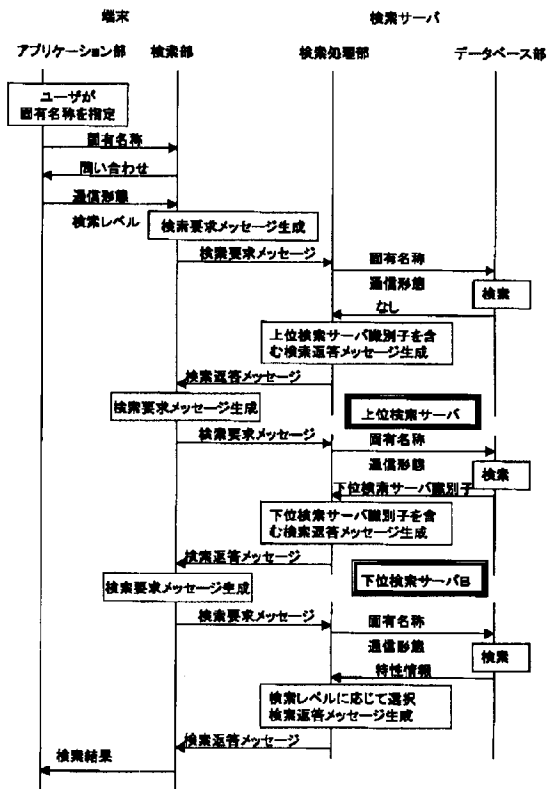 端末
検索サーバ
アプリケーション部
検索部
検索処理部
データベース部
ユーザが
固有名称を指定
固有名称
問い合わせ
通信形態
検索レベル
検索要求メッセージ生成
検索要求メッセージ
固有名称
通信形態
検索
なし
上位検索サーバ識別子を含
む検索返答メッセージ生成
検索返答メッセージ
検索要求メッセージ生成
上位検索サーバ
検索要求メッセージ
固有名称
通信形態
検索
下位検索サーバ識別子
下位検索サーバ識別子を含
む検索返答メッセージ生成
検索返答メッセージ
検索要求メッセージ生成
下位検索サーバB
検索要求メッセージ
固有名称
通信形態
検索
特性情報
検索レベルに応じて選択
検索返答メッセージ生成
検索返答メッセージ
検索結果